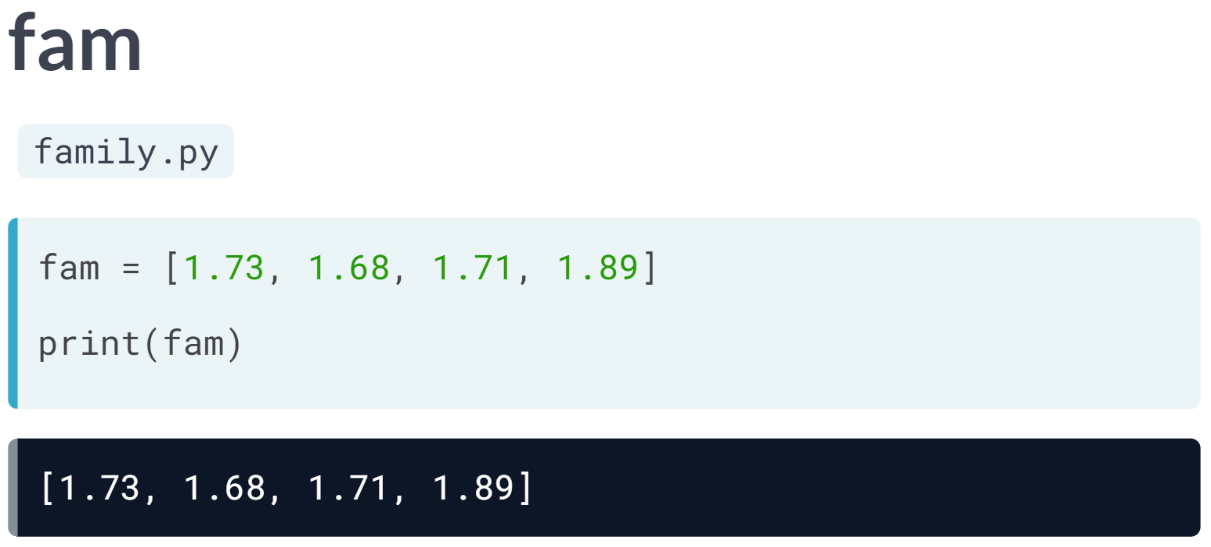 fam
family.py
fam = [1.73, 1.68, 1.71, 1.89]
print(fam)
[1.73, 1.68, 1.71, 1.89]